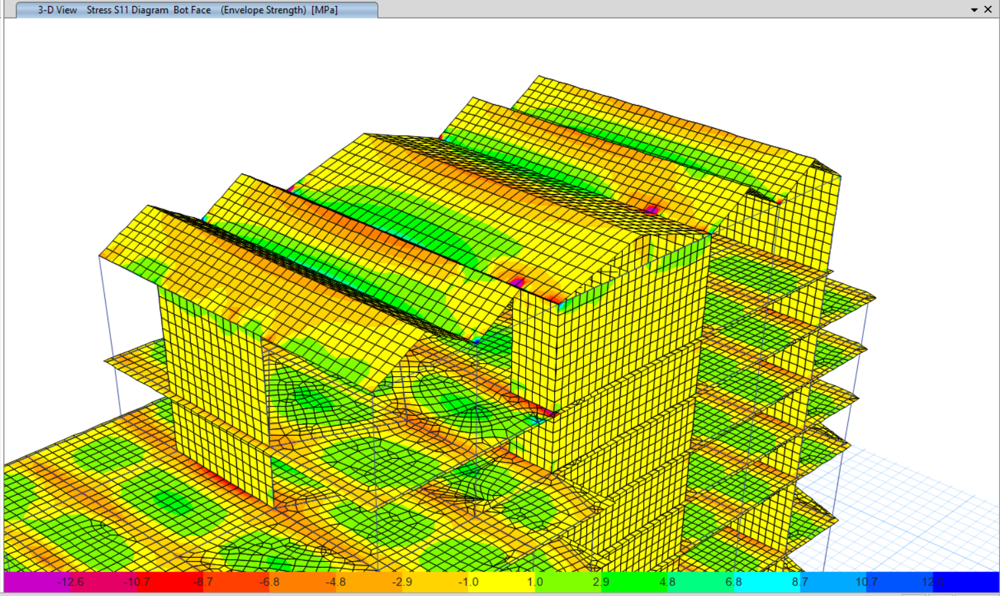 3-D View Stress S11 Diagram Bot Face (Envelope Strength) [MPa]
-12.6 -10.7 -8.7 -6.8 -4.8 -2.9 -1.0 1.0 2.9 4.8 6.8 8.7 10.7 12.6